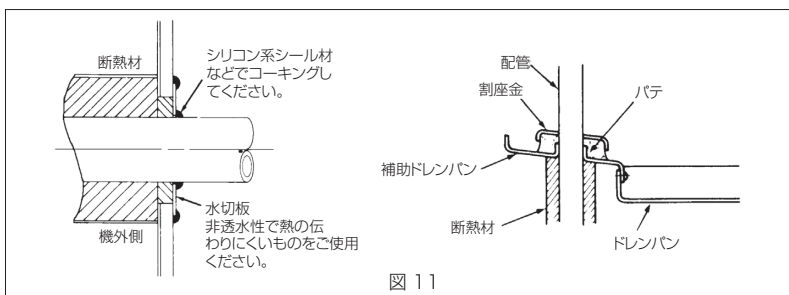 断熱材
シリコン系シール材
などでコーキングし
てください。
水切板
非透水性で熱の伝
わりにくいものをご使用
ください。
機外側
配管
割座金
パテ
補助ドレンパン
断熱材
ドレンパン
図 11